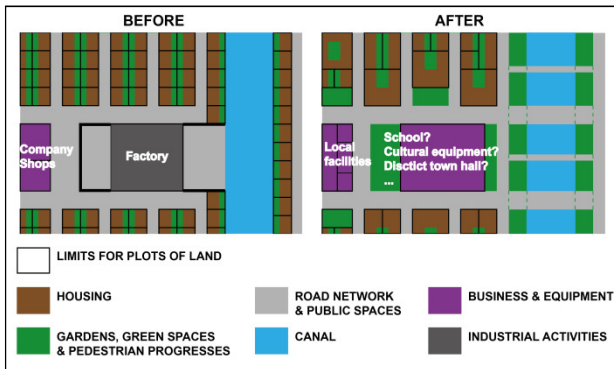 BEFORE
AFTER
Company
Shops
Factory
Local
facilities
School?
Cultural equipment?
Disctict town hall?
...
LIMITS FOR PLOTS OF LAND
HOUSING
ROAD NETWORK
& PUBLIC SPACES
BUSINESS & EQUIPMENT
GARDENS, GREEN SPACES
& PEDESTRIAN PROGRESSES
CANAL
INDUSTRIAL ACTIVITIES